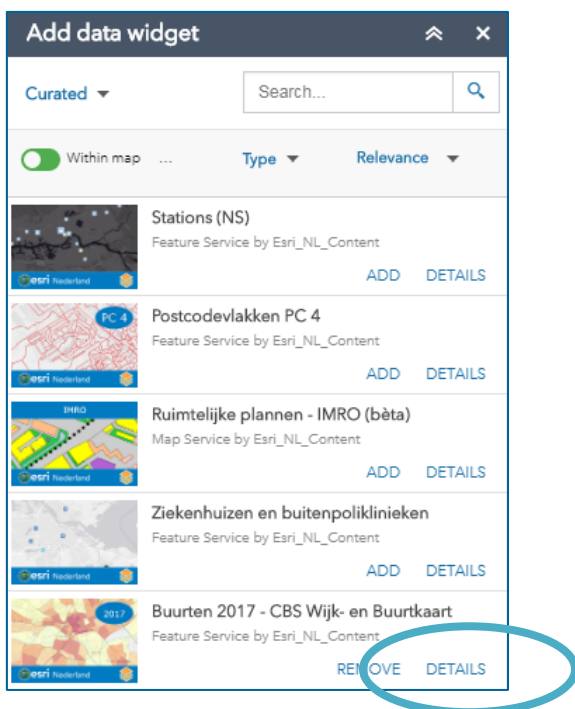 Add data widget
Curated
Search...
Within map ... Type Relevance
Stations (NS)
Feature Service by Esri_NL_Content
ADD DETAILS
esri Nederland
PC 4
Postcodevlakken PC 4
Feature Service by Esri_NL_Content
ADD DETAILS
esri Nederland
IMRO
Ruimtelijke plannen - IMRO (bèta)
Map Service by Esri_NL_Content
ADD DETAILS
esri Nederland
Ziekenhuizen en buitenpoliklinieken
Feature Service by Esri_NL_Content
ADD DETAILS
esri Nederland
2017
Buurten 2017 - CBS Wijk- en Buurtkaart
Feature Service by Esri_NL_Content
REMOVE DETAILS
esri Nederland